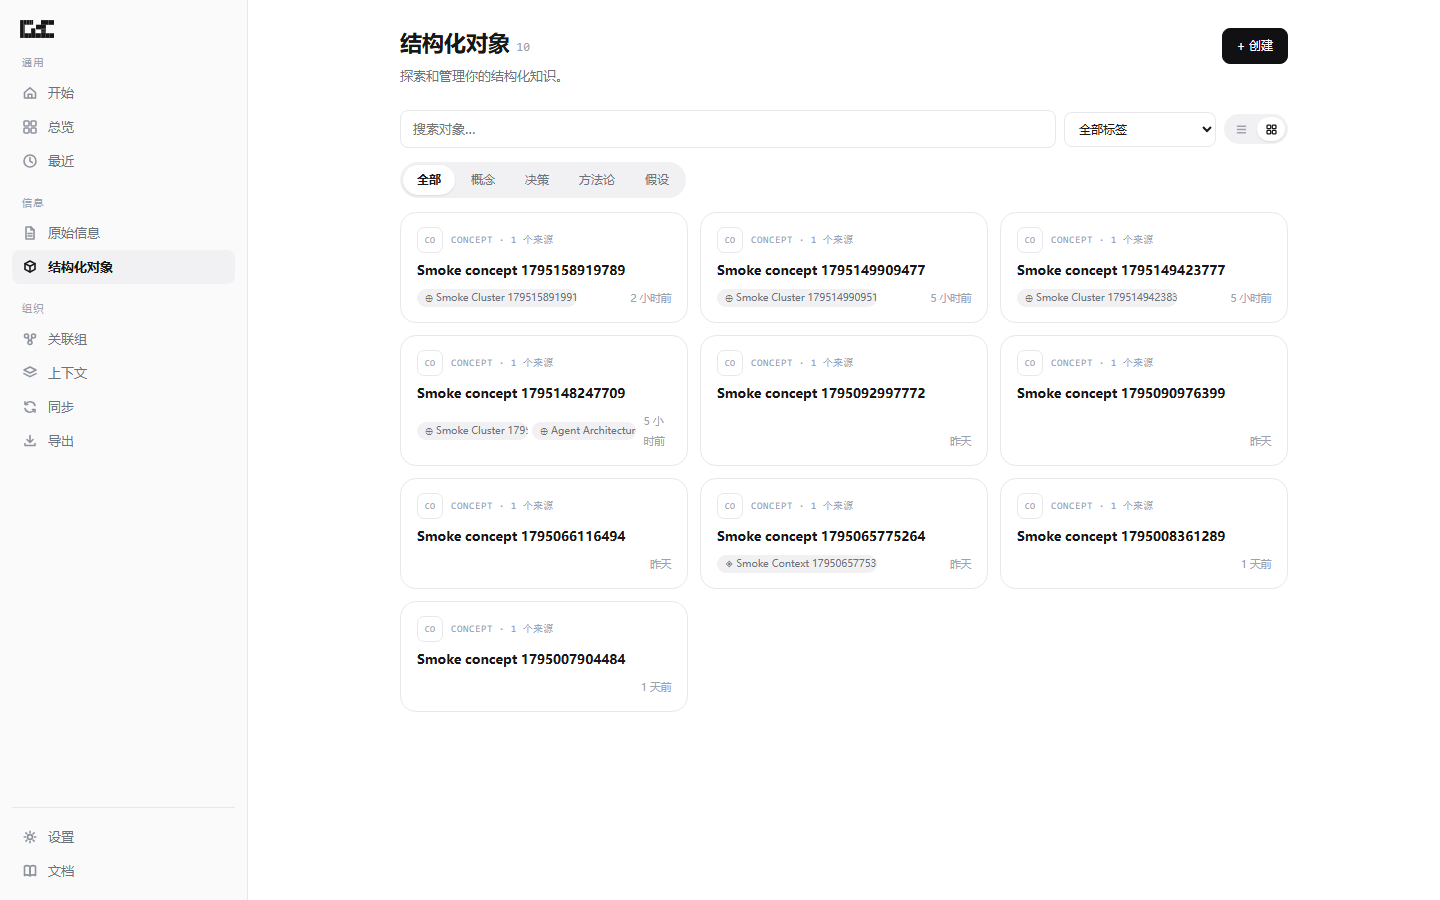 C2C
通用
开始
总览
最近
信息
原始信息
结构化对象
组织
关联组
上下文
同步
导出
设置
文档
结构化对象 10
+ 创建
探索和管理你的结构化知识。
搜索对象...
全部标签
全部 概念 决策 方法论 假设
CO CONCEPT · 1 个来源
Smoke concept 1795158919789
Smoke Cluster 179515891991 2 小时前
CO CONCEPT · 1 个来源
Smoke concept 1795149909477
Smoke Cluster 179514990951 5 小时前
CO CONCEPT · 1 个来源
Smoke concept 1795149423777
Smoke Cluster 179514942383 5 小时前
CO CONCEPT · 1 个来源
Smoke concept 1795148247709
Smoke Cluster 179 Agent Architectur 5 小
时前
CO CONCEPT · 1 个来源
Smoke concept 1795092997772
昨天
CO CONCEPT · 1 个来源
Smoke concept 1795090976399
昨天
CO CONCEPT · 1 个来源
Smoke concept 1795066116494
昨天
CO CONCEPT · 1 个来源
Smoke concept 1795065775264
Smoke Context 17950657753 昨天
CO CONCEPT · 1 个来源
Smoke concept 1795008361289
1 天前
CO CONCEPT · 1 个来源
Smoke concept 1795007904484
1 天前